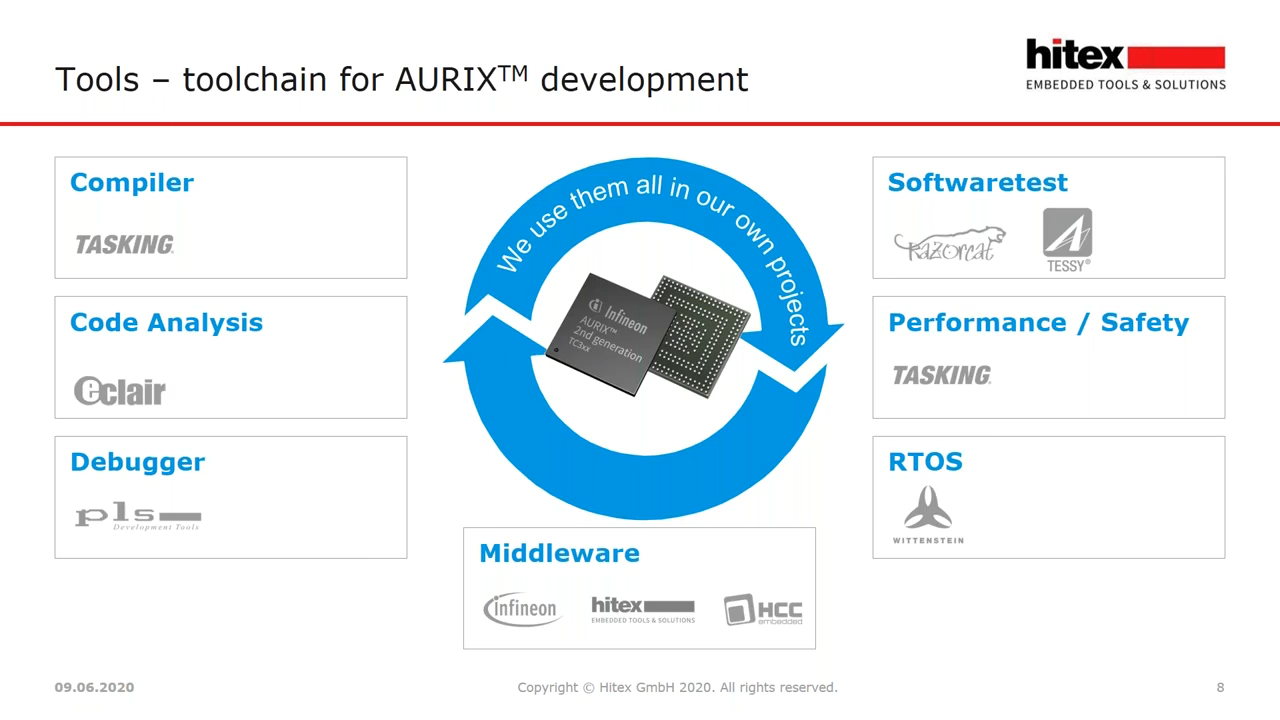 Tools – toolchain for AURIX™ development
hitex
EMBEDDED TOOLS & SOLUTIONS
Compiler
TASKING
Code Analysis
eclair
Debugger
pls
Development Tools
We use them all in our own projects
Infineon
AURIX™
2nd generation
TC3xx
Middleware
infineon
hitex
EMBEDDED TOOLS & SOLUTIONS
HCC
embedded
Softwaretest
Razorcat
TESSY®
Performance / Safety
TASKING
RTOS
WITTENSTEIN
09.06.2020
Copyright © Hitex GmbH 2020. All rights reserved.
8